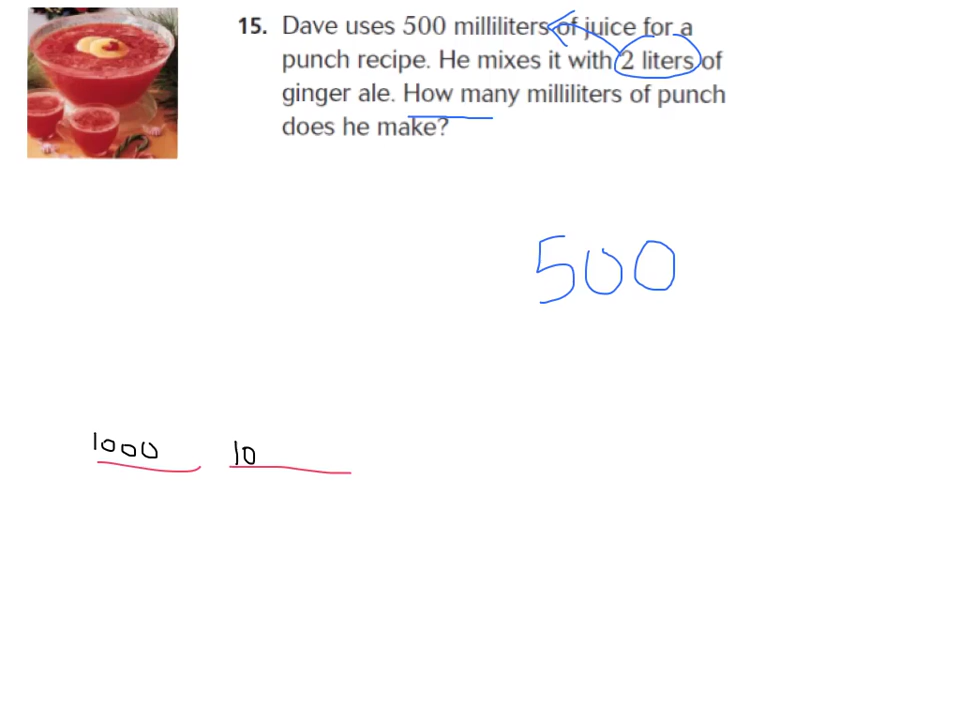 15. Dave uses 500 milliliters of juice for a
punch recipe. He mixes it with 2 liters of
ginger ale. How many milliliters of punch
does he make?
500
1000 10